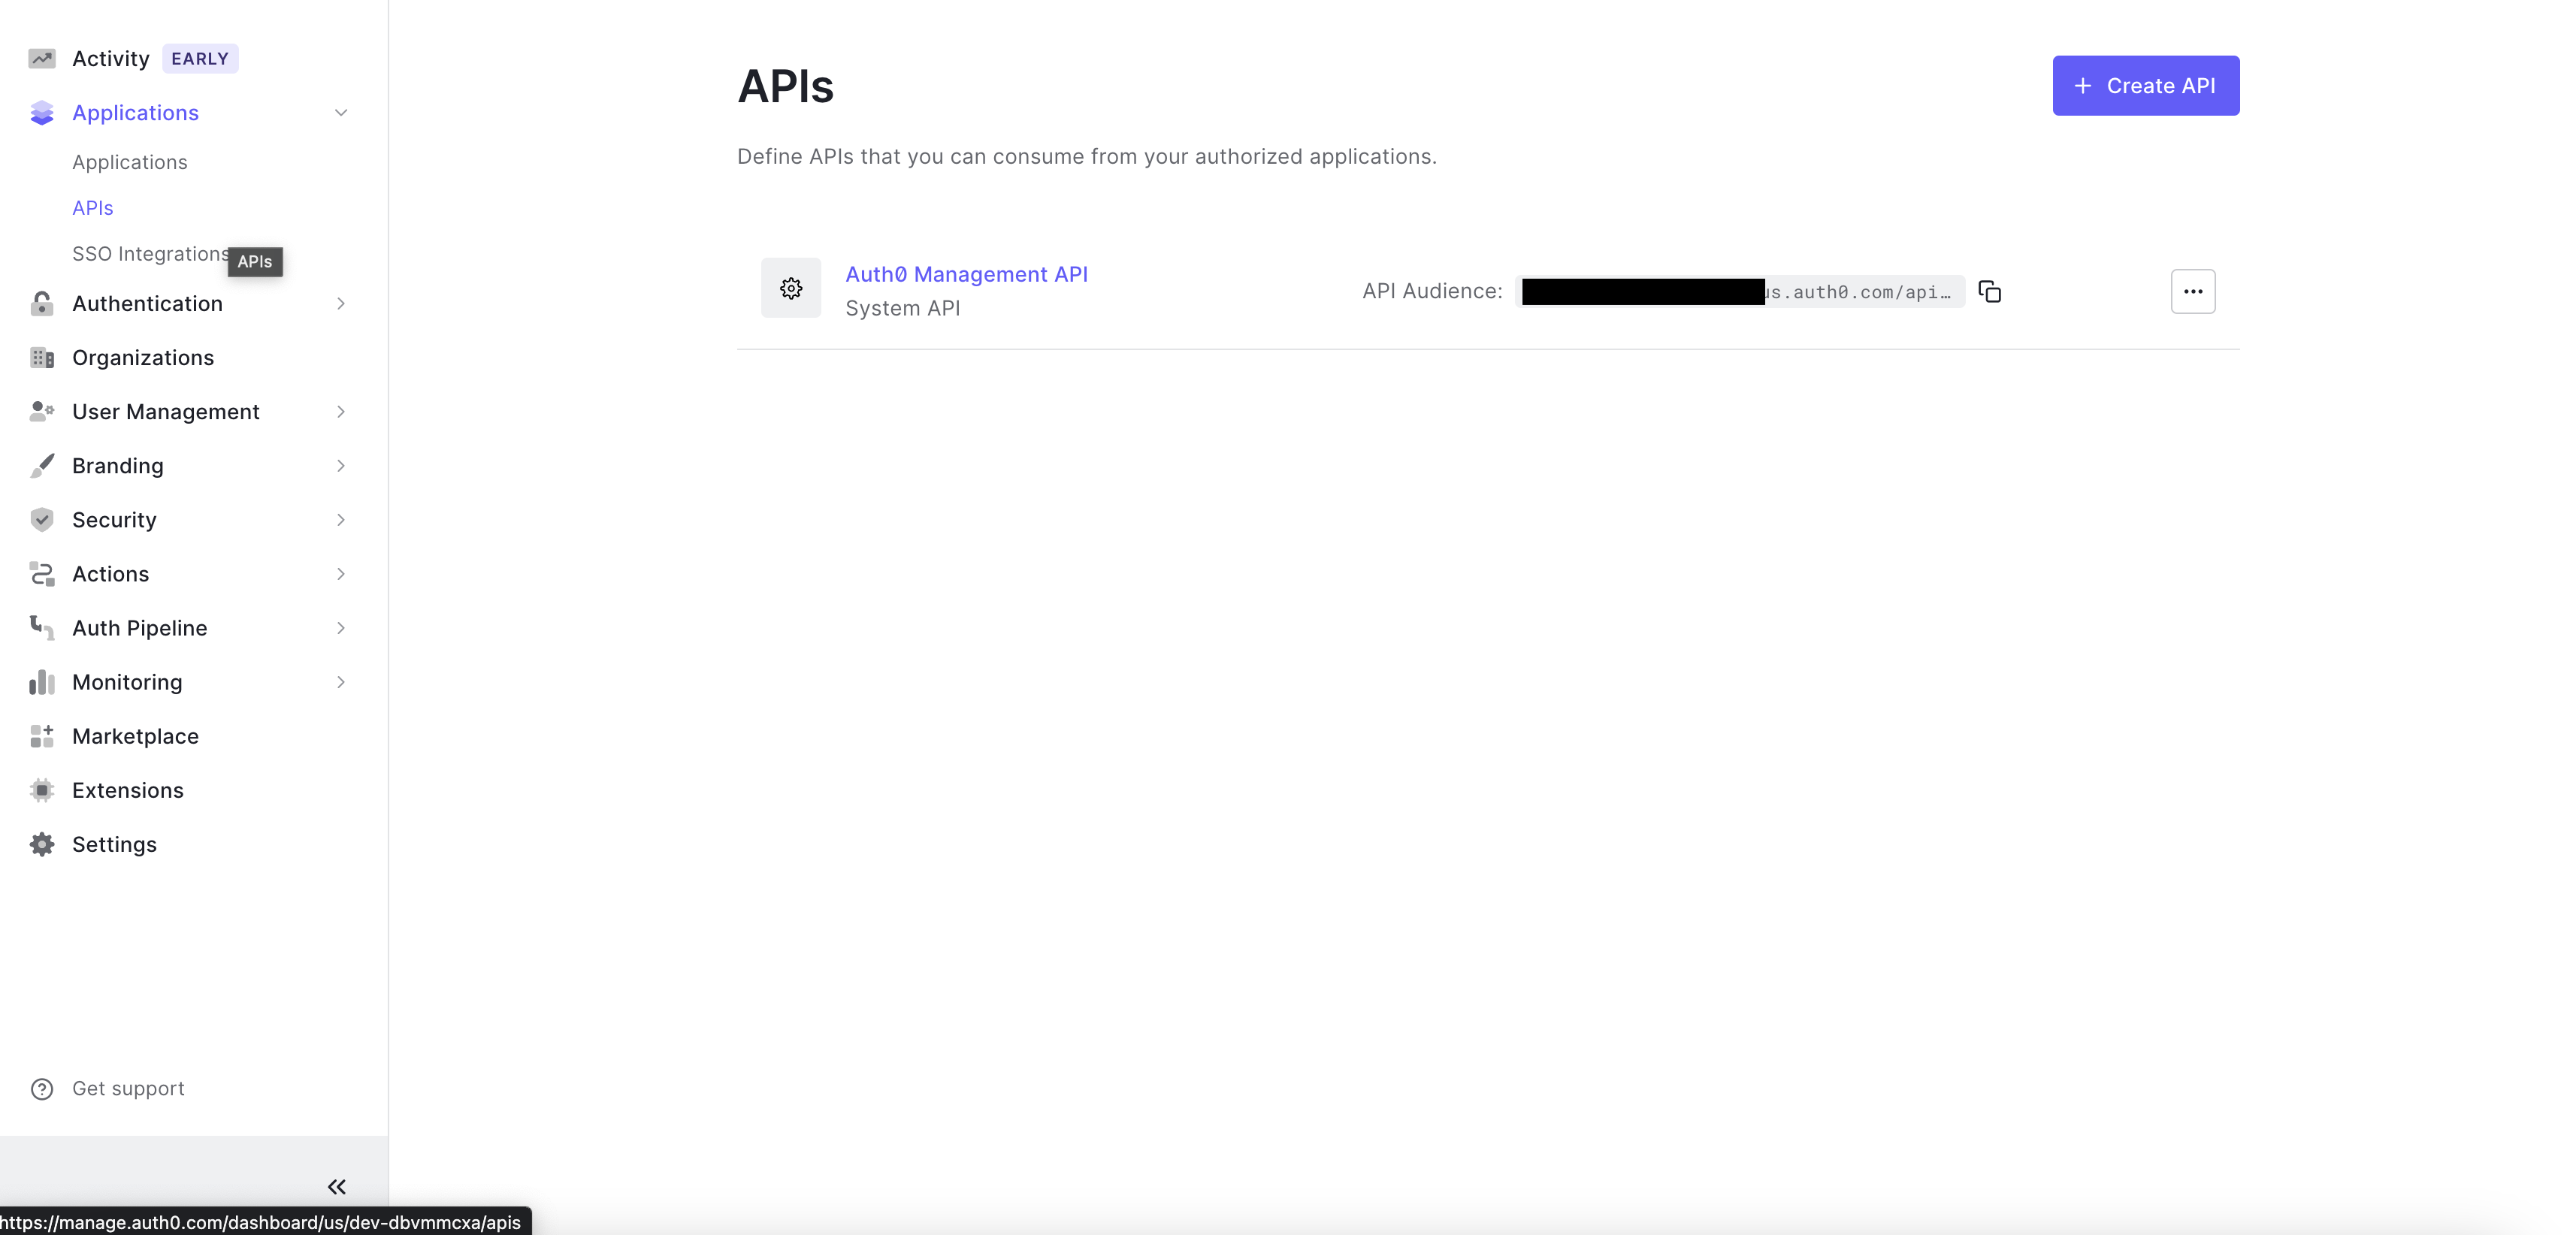 Activity EARLY
Applications
Applications
APIs
SSO Integrations
APIs
Authentication
Organizations
User Management
Branding
Security
Actions
Auth Pipeline
Monitoring
Marketplace
Extensions
Settings
Get support
https://manage.auth0.com/dashboard/us/dev-dbvmmcxa/apis
APIs
+ Create API
Define APIs that you can consume from your authorized applications.
Auth0 Management API
System API
API Audience: us.auth0.com/api…